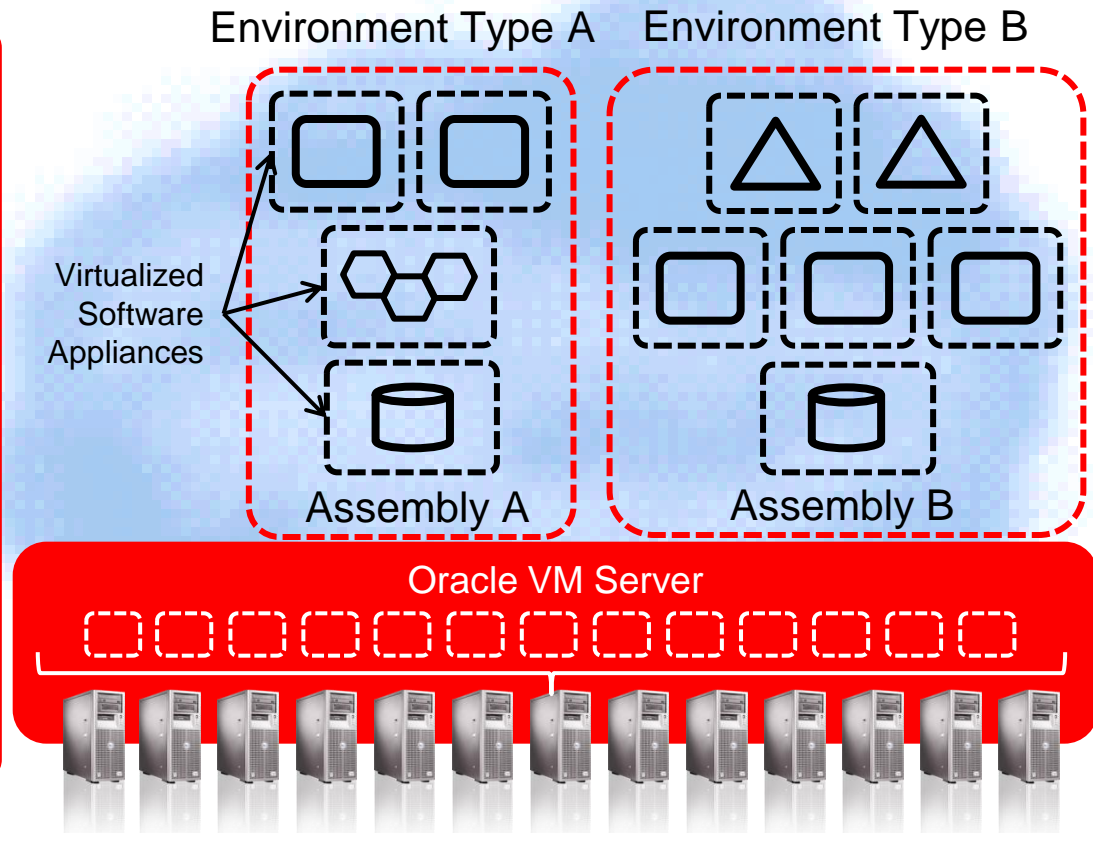 Environment Type A
Environment Type B
Virtualized
Software
Appliances
Assembly A
Assembly B
Oracle VM Server